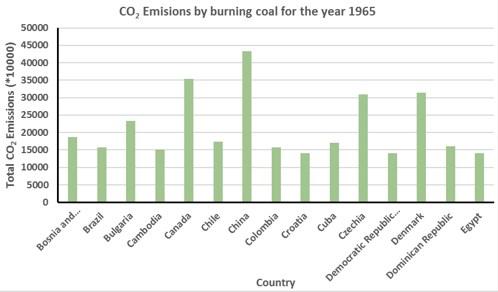 CO2 Emisions by burning coal for the year 1965
Total CO2 Emissions (*10000)
50000
45000
40000
35000
30000
25000
20000
15000
10000
5000
0
Bosnia and...
Brazil
Bulgaria
Cambodia
Canada
Chile
China
Colombia
Croatia
Cuba
Czechia
Democratic Republic...
Denmark
Dominican Republic
Egypt
Country